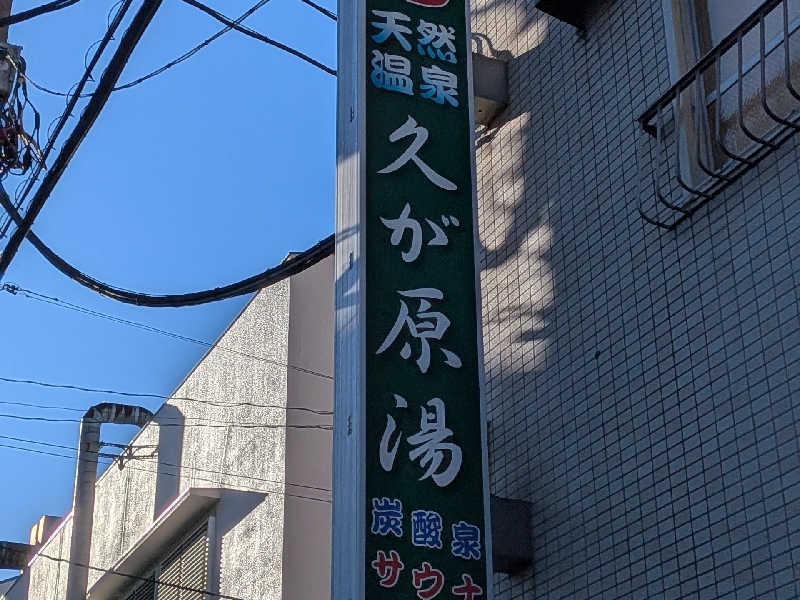 天然
温泉
久が原湯
炭酸泉
サウナ